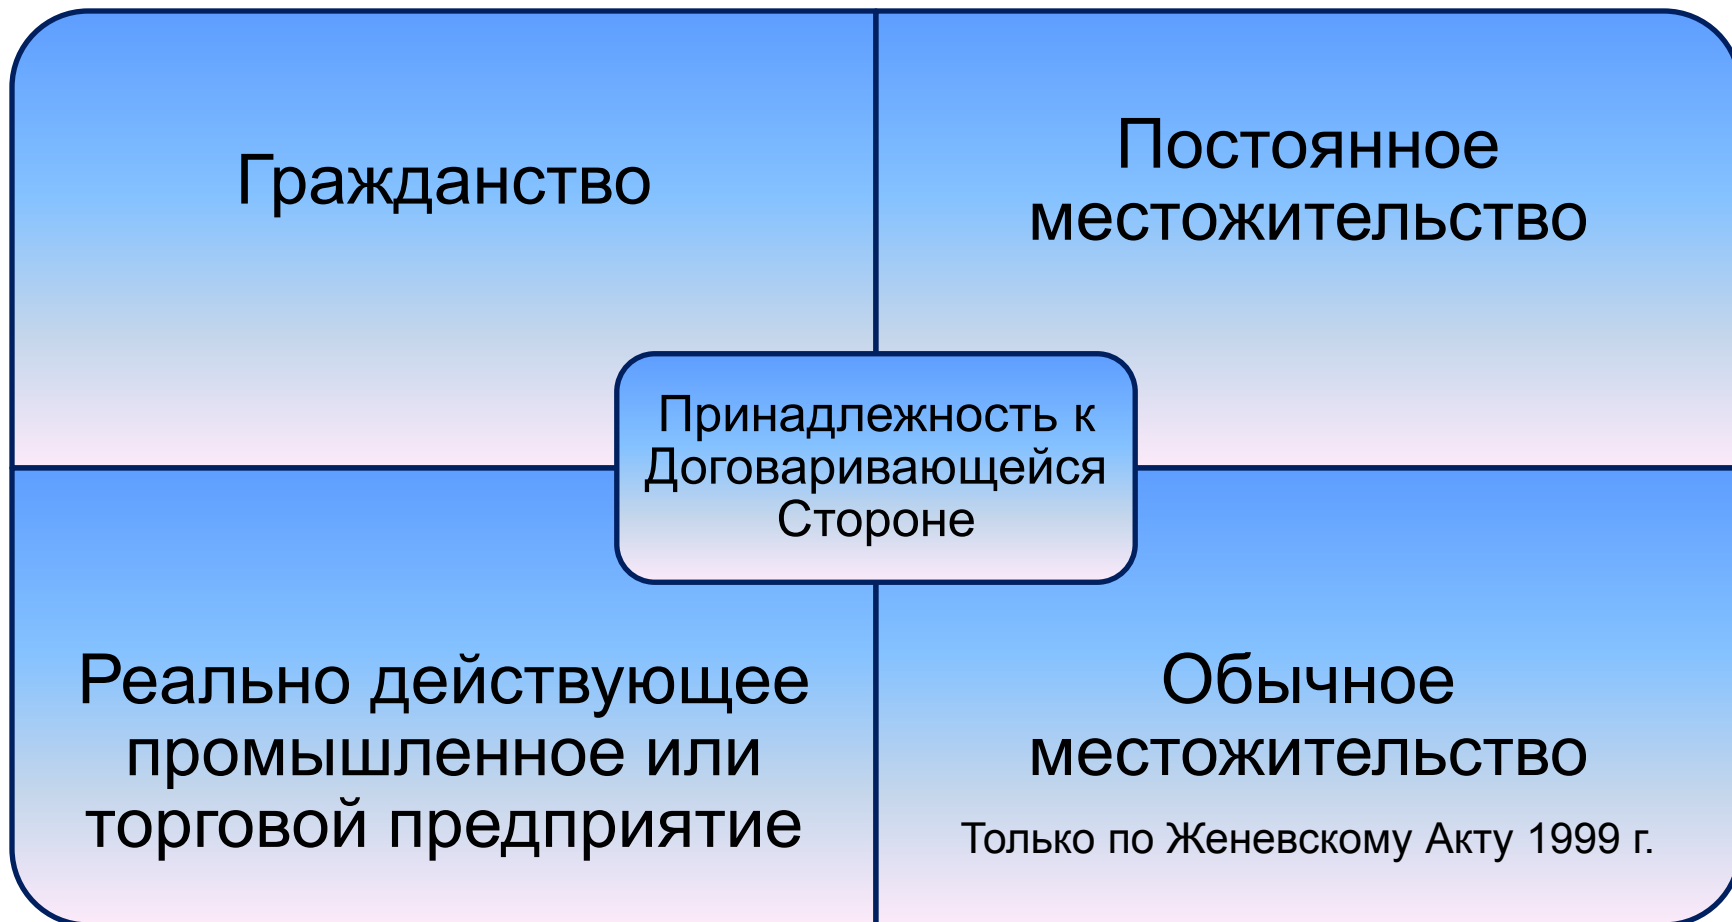 Гражданство
Постоянное
местожительство
Принадлежность к
Договаривающейся
Стороне
Реально действующее
промышленное или
торговой предприятие
Обычное
местожительство
Только по Женевскому Акту 1999 г.